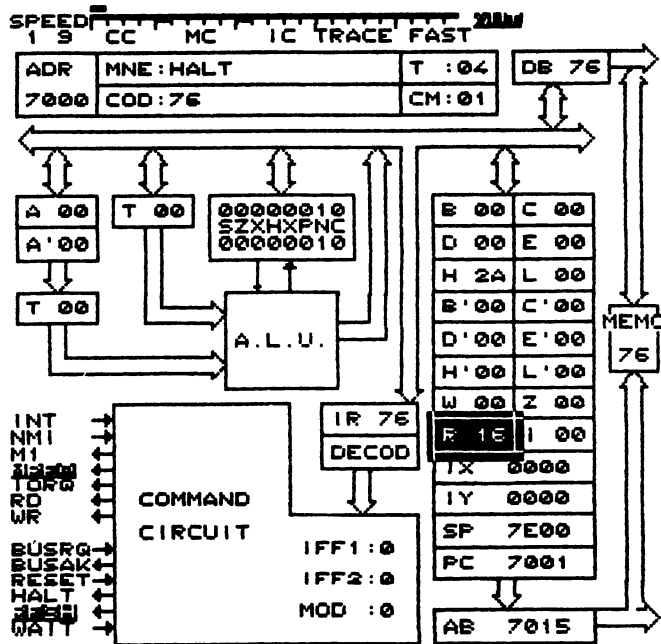 SPEED
1 9 CC MC IC TRACE FAST
ADR MNE:HALT T :04 DB 76
7000 COD:76 CM:01
A 00 T 00 00000010 B 00 C 00
A'00 SZXHXPNC D 00 E 00
00000010
H 2A L 00
T 00 B'00 C'00
A.L.U. D'00 E'00 MEMO
76
H'00 L'00
W 00 Z 00
IR 76 R 16 I 00
DECOD IX 0000
IY 0000
SP 7E00
PC 7001
AB 7015
INT
NMI
M1
IORQ
RD
WR
COMMAND
CIRCUIT
BUSRQ
BUSAK
RESET
HALT
WAIT
IFF1:0
IFF2:0
MOD :0